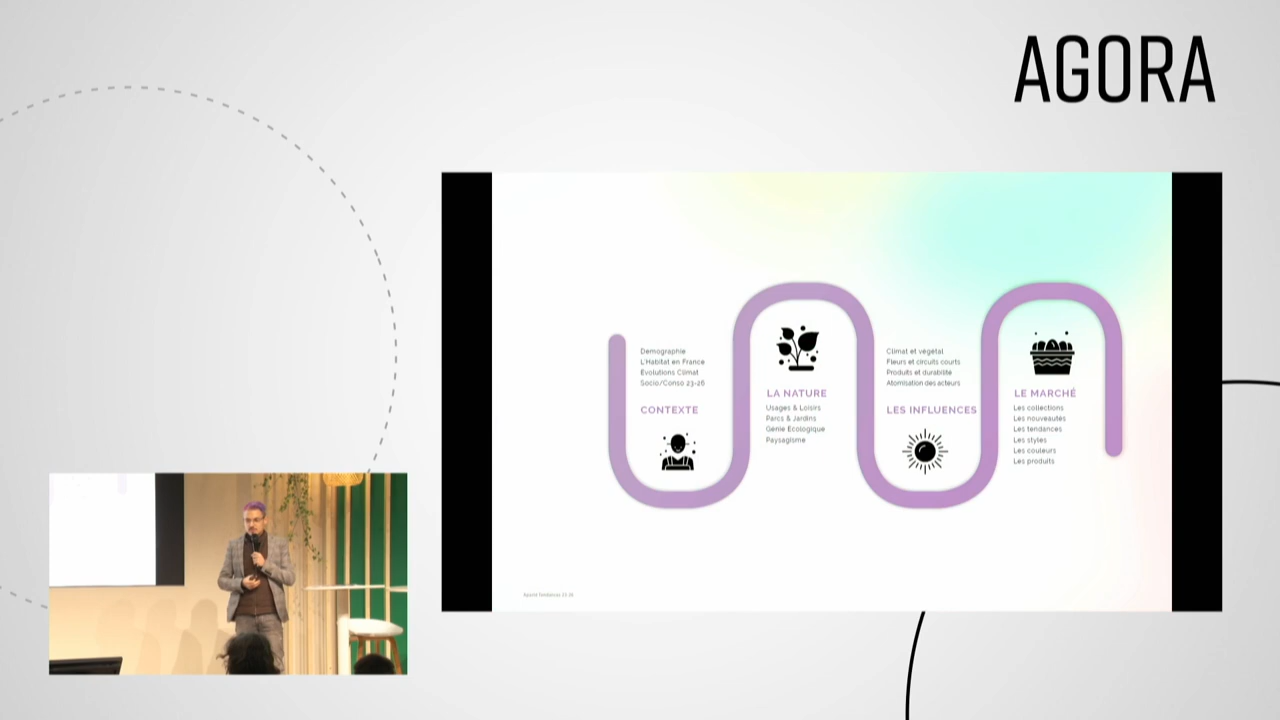 AGORA
Demographie
L'Habitat en France
Evolutions Climat
Socio/Conso 23-26
CONTEXTE
LA NATURE
Usages & Loisirs
Parcs & Jardins
Génie Ecologique
Paysagisme
Climat et végétal
Fleurs et circuits courts
Produits et durabilité
Atomisation des acteurs
LES INFLUENCES
LE MARCHÉ
Les collections
Les nouveautés
Les tendances
Les styles
Les couleurs
Les produits